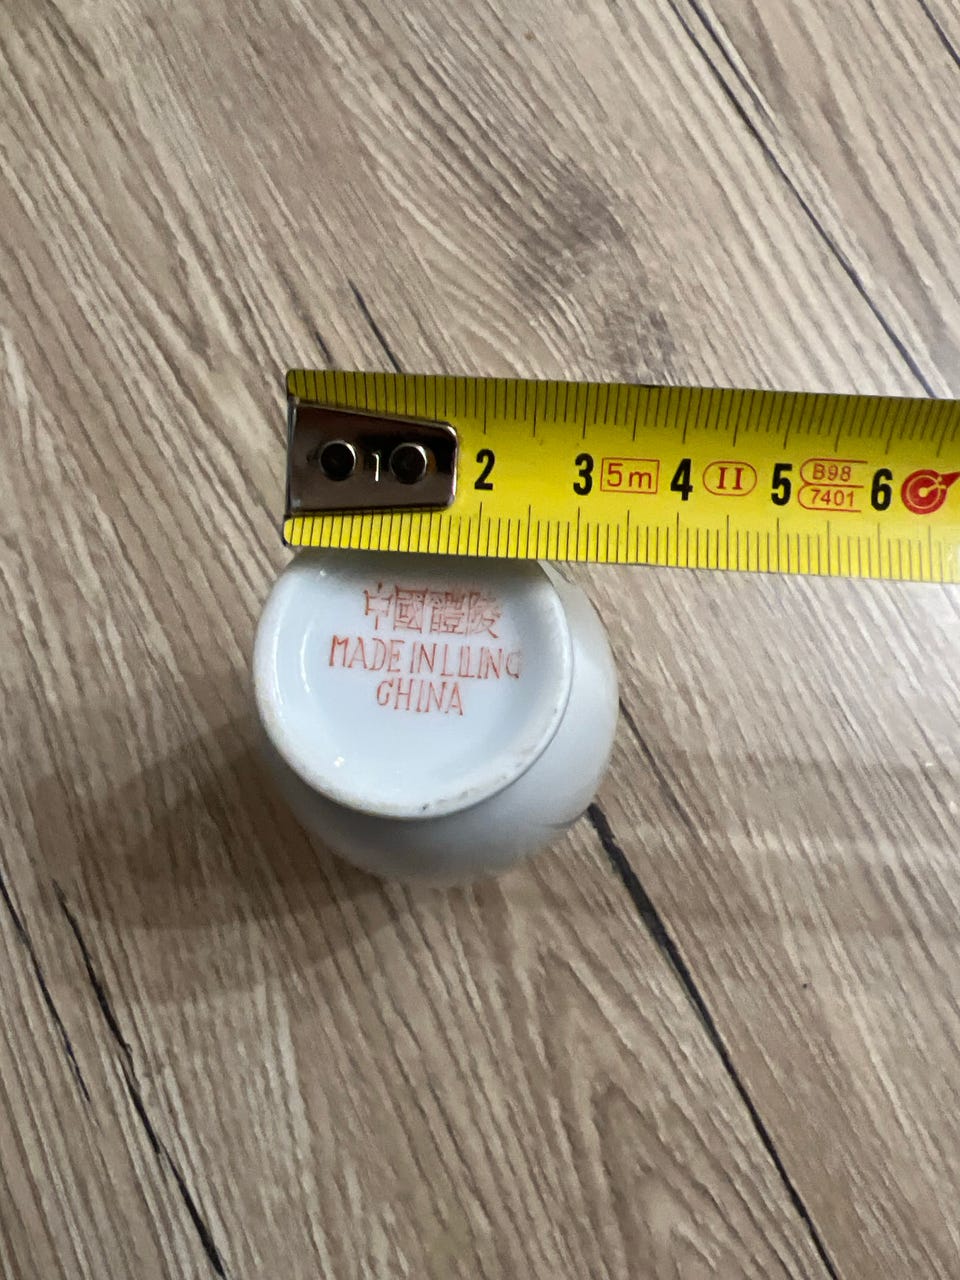 1 2 3 5m 4 II 5 B98 6
7401
中國醴陵
MADE IN LILING
CHINA